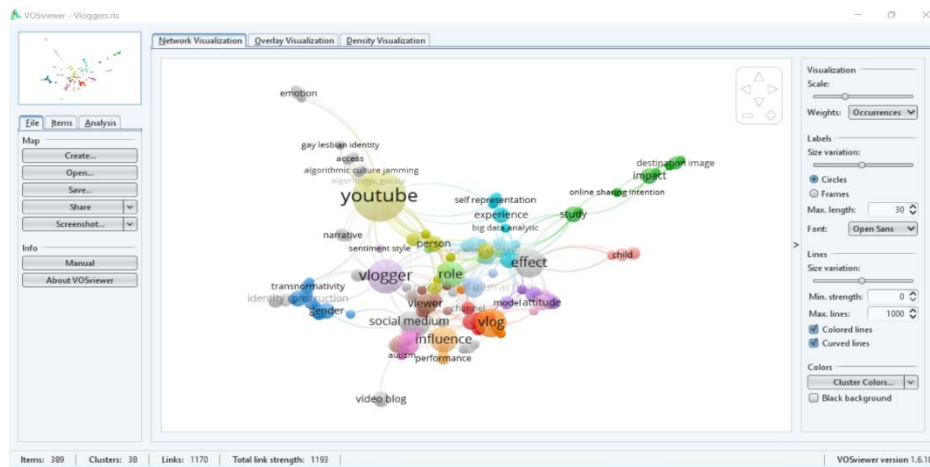 VOSviewer - Vloggers.ris
File Items Analysis
Map
Create...
Open...
Save...
Share
Screenshot...
Info
Manual
About VOSviewer
Network Visualization Overlay Visualization Density Visualization
emotion
gay lesbian identity
access
algorithmic culture jamming
algorithmic gossip
youtube
destination image
impact
online sharing intention
self representation
experience
study
big data analytic
narrative
sentiment style
person
effect
child
vlogger
role
transnormativity
identity construction
gender
viewer
channel
model
attitude
social medium
vlog
influence
autism
performance
video blog
Visualization
Scale:
Weights: Occurrences
Labels
Size variation:
Circles
Frames
Max. length: 30
Font: Open Sans
Lines
Size variation:
Min. strength: 0
Max. lines: 1000
Colored lines
Curved lines
Colors
Cluster Colors...
Black background
Items: 389 Clusters: 38 Links: 1170 Total link strength: 1193